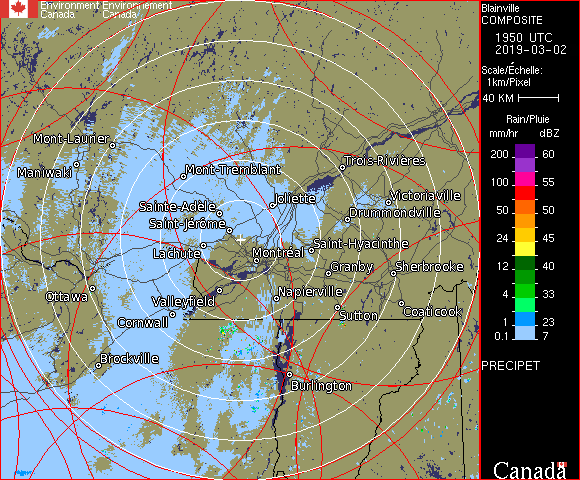 Environment Environnement
Canada Canada
Blainville
COMPOSITE
1950 UTC
2019-03-02
Scale/Échelle:
1km/Pixel
40 KM
Rain/Pluie
mm/hr dBZ
200 60
100 55
50 50
24 45
12 40
4 33
1 23
0.1 7
PRECIPET
Canada
Mont-Laurier
Maniwaki
Mont-Tremblant
Trois-Rivières
Sainte-Adèle
Joliette
Victoriaville
Drummondville
Saint-Jérôme
Lachute
Montréal
Saint-Hyacinthe
Granby
Sherbrooke
Ottawa
Valleyfield
Napierville
Coaticook
Cornwall
Sutton
Brockville
Burlington